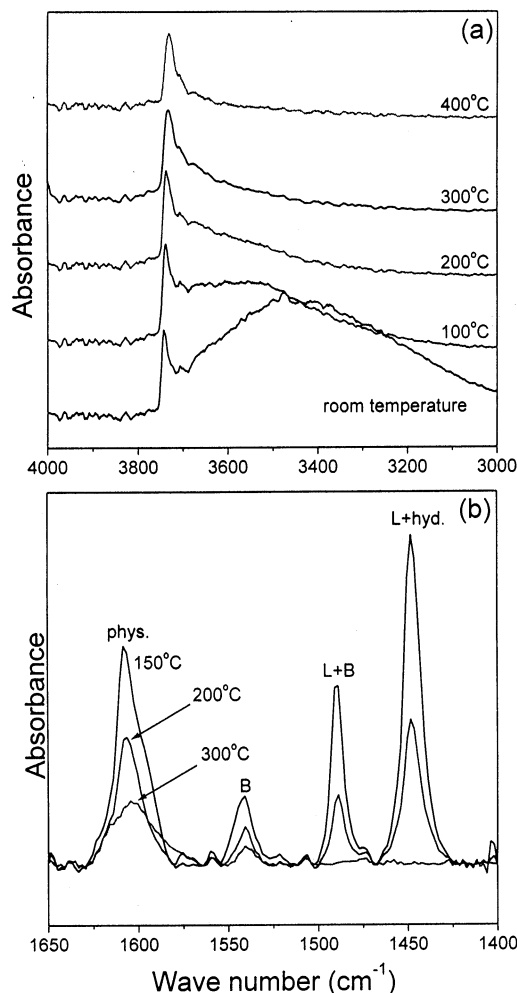 (a)
400°C
300°C
200°C
100°C
room temperature
Absorbance
4000 3800 3600 3400 3200 3000
(b)
L+hyd.
phys.
150°C
L+B
200°C
300°C
B
Absorbance
1650 1600 1550 1500 1450 1400
Wave number (cm⁻¹)